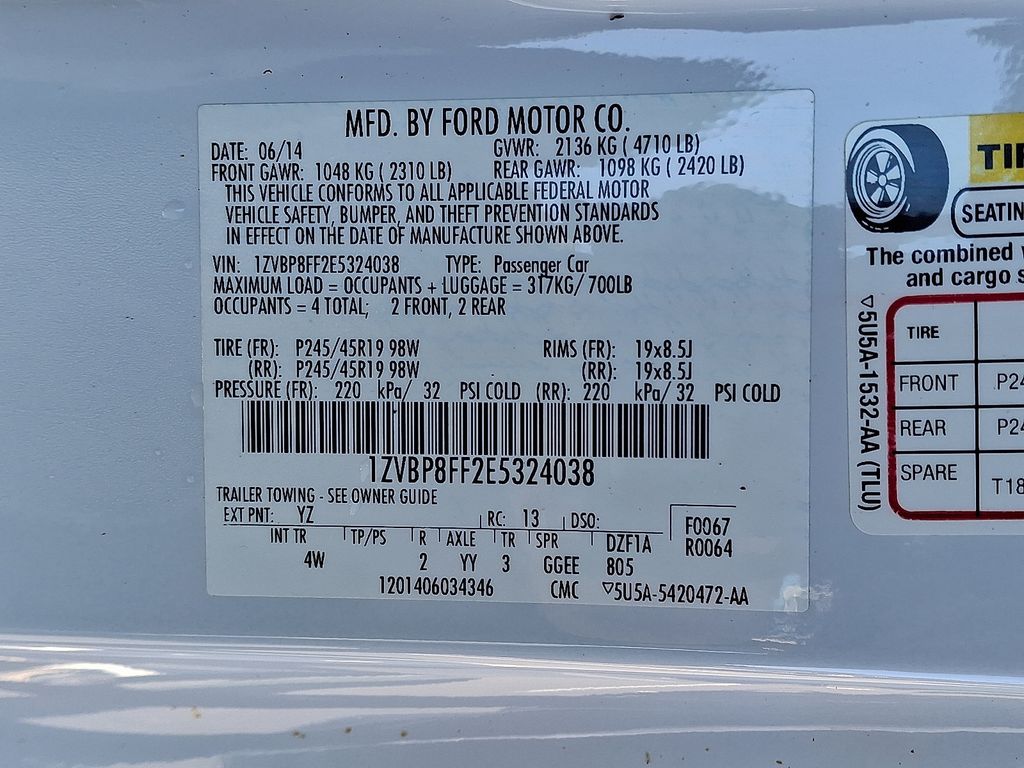 MFD. BY FORD MOTOR CO.
DATE: 06/14 GVWR: 2136 KG ( 4710 LB)
FRONT GAWR: 1048 KG ( 2310 LB) REAR GAWR: 1098 KG ( 2420 LB)
THIS VEHICLE CONFORMS TO ALL APPLICABLE FEDERAL MOTOR
VEHICLE SAFETY, BUMPER, AND THEFT PREVENTION STANDARDS
IN EFFECT ON THE DATE OF MANUFACTURE SHOWN ABOVE.
VIN: 1ZVBP8FF2E5324038 TYPE: Passenger Car
MAXIMUM LOAD = OCCUPANTS + LUGGAGE = 317KG/ 700LB
OCCUPANTS = 4 TOTAL; 2 FRONT, 2 REAR
TIRE (FR): P245/45R19 98W RIMS (FR): 19x8.5J
(RR): P245/45R19 98W (RR): 19x8.5J
PRESSURE (FR): 220 kPa/ 32 PSI COLD (RR): 220 kPa/ 32 PSI COLD
1ZVBP8FF2E5324038
TRAILER TOWING - SEE OWNER GUIDE
EXT PNT: YZ RC: 13 DSO: F0067
INT TR TP/PS R AXLE TR SPR DZF1A R0064
4W 2 YY 3 GGEE 805
1201406034346 CMC ▽5U5A-5420472-AA
TI
SEATIN
The combined
and cargo s
▽5U5A-1532-AA (TLU)
TIRE
FRONT P24
REAR P24
SPARE T18